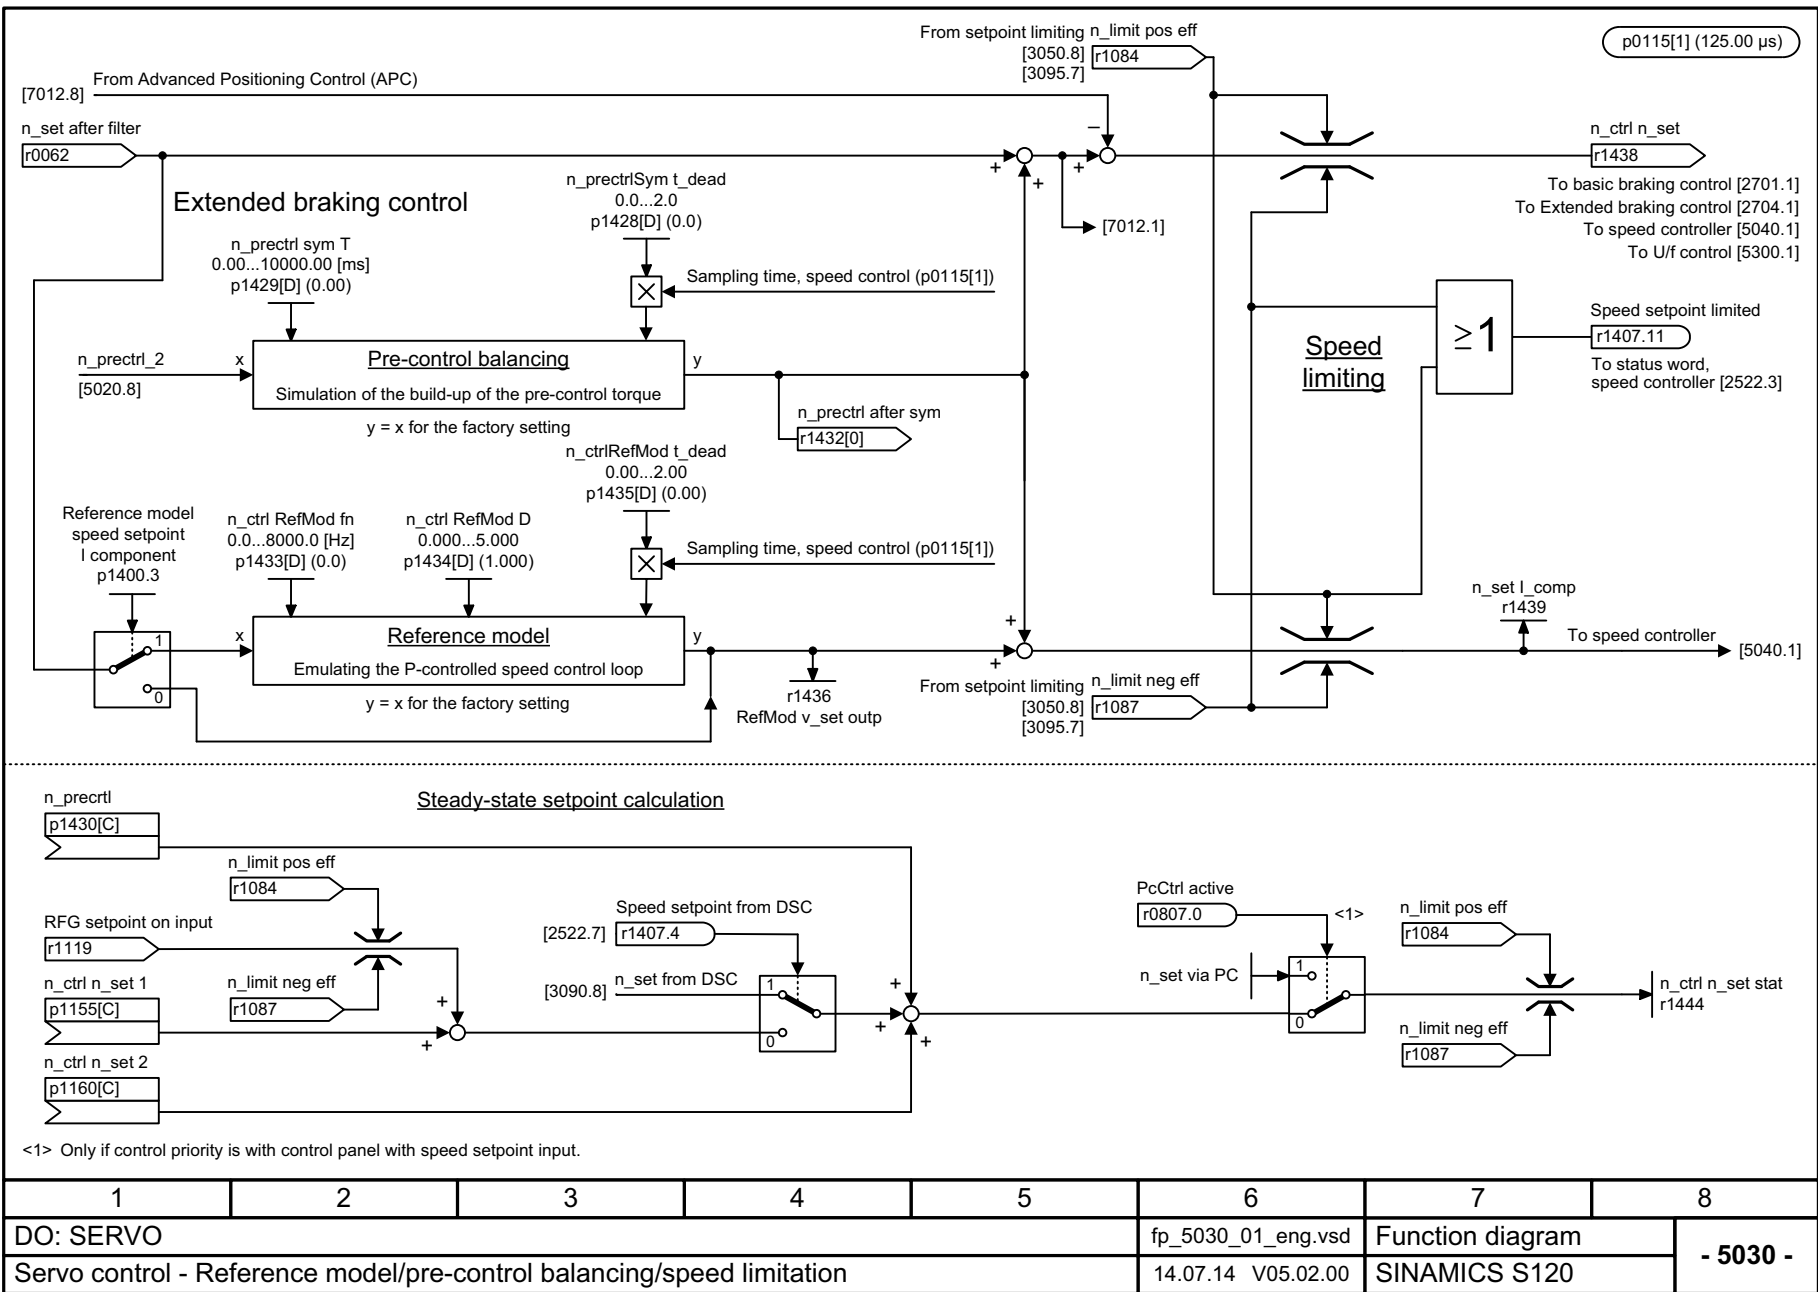 From setpoint limiting n_limit pos eff
[3050.8] r1084
[3095.7]
p0115[1] (125.00 µs)
From Advanced Positioning Control (APC)
[7012.8]
n_set after filter
r0062
–
+
+
+
n_ctrl n_set
r1438
To basic braking control [2701.1]
To Extended braking control [2704.1]
To speed controller [5040.1]
To U/f control [5300.1]
[7012.1]
Extended braking control
n_prectrlSym t_dead
0.0...2.0
p1428[D] (0.0)
n_prectrl sym T
0.00...10000.00 [ms]
p1429[D] (0.00)
Sampling time, speed control (p0115[1])
n_prectrl_2
[5020.8]
x
Pre-control balancing
Simulation of the build-up of the pre-control torque
y
y = x for the factory setting
n_prectrl after sym
r1432[0]
Speed
limiting
≥1
Speed setpoint limited
r1407.11
To status word,
speed controller [2522.3]
n_ctrlRefMod t_dead
0.00...2.00
p1435[D] (0.00)
Reference model
speed setpoint
I component
p1400.3
n_ctrl RefMod fn
0.0...8000.0 [Hz]
p1433[D] (0.0)
n_ctrl RefMod D
0.000...5.000
p1434[D] (1.000)
Sampling time, speed control (p0115[1])
1
0
x
Reference model
Emulating the P-controlled speed control loop
y
y = x for the factory setting
r1436
RefMod v_set outp
+
+
n_set I_comp
r1439
To speed controller
[5040.1]
From setpoint limiting n_limit neg eff
[3050.8] r1087
[3095.7]
Steady-state setpoint calculation
n_precrtl
p1430[C]
n_limit pos eff
r1084
RFG setpoint on input
r1119
n_ctrl n_set 1
p1155[C]
n_limit neg eff
r1087
n_ctrl n_set 2
p1160[C]
+
+
Speed setpoint from DSC
[2522.7] r1407.4
[3090.8] n_set from DSC
1
0
+
+
+
PcCtrl active
r0807.0
<1>
n_set via PC
1
0
n_limit pos eff
r1084
n_limit neg eff
r1087
n_ctrl n_set stat
r1444
<1> Only if control priority is with control panel with speed setpoint input.
1 2 3 4 5 6 7 8
DO: SERVO fp_5030_01_eng.vsd Function diagram - 5030 -
Servo control - Reference model/pre-control balancing/speed limitation 14.07.14 V05.02.00 SINAMICS S120